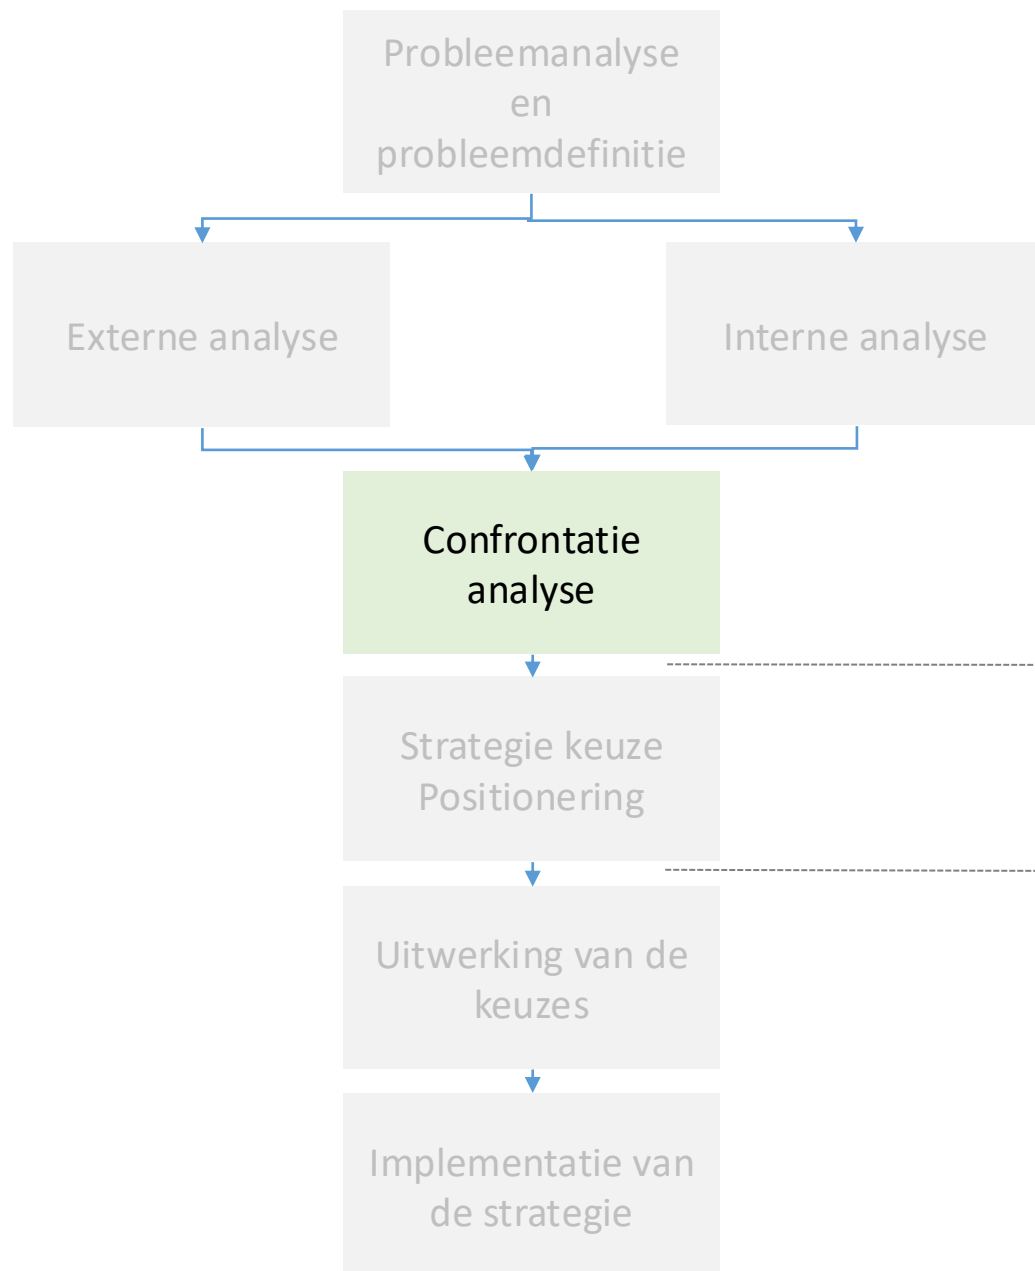 Probleemanalyse
en
probleemdefinitie
Externe analyse
Interne analyse
Confrontatie
analyse
Strategie keuze
Positionering
Uitwerking van de
keuzes
Implementatie van
de strategie